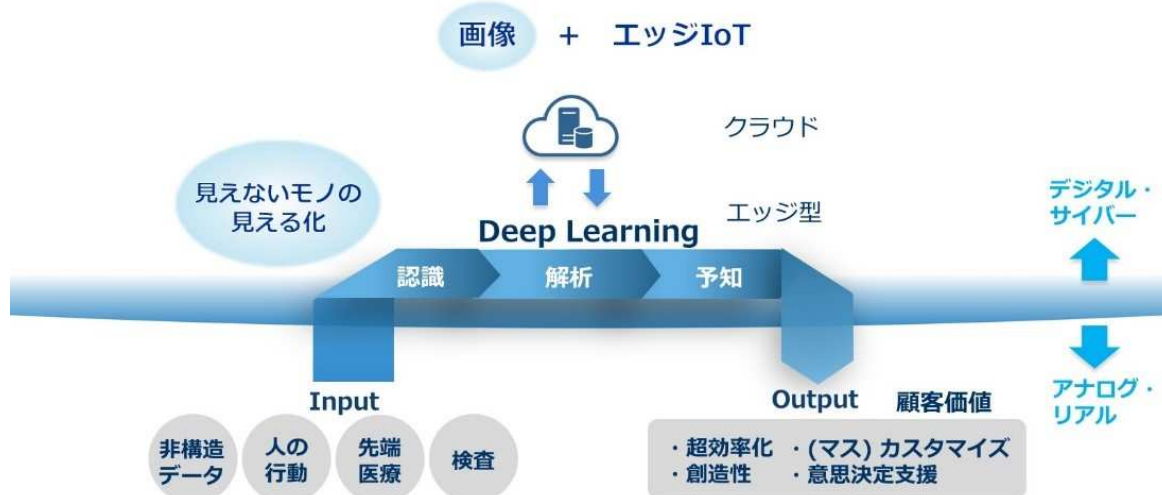 画像 + エッジIoT
クラウド
見えないモノの
見える化
エッジ型
デジタル・
サイバー
Deep Learning
認識 解析 予知
Input
Output 顧客価値
アナログ・
リアル
非構造
データ
人の
行動
先端
医療
検査
・超効率化 ・(マス) カスタマイズ
・創造性 ・意思決定支援